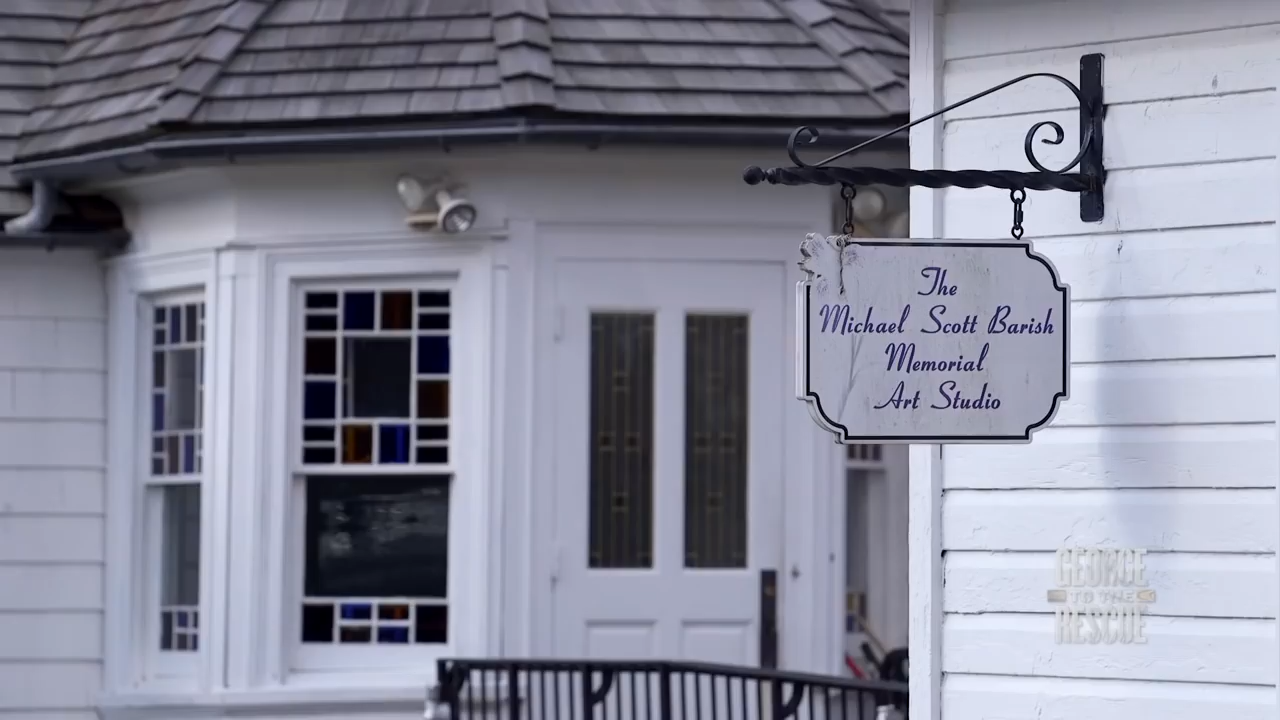 The
Michael Scott Barish
Memorial
Art Studio
GEORGE
TO THE
RESCUE